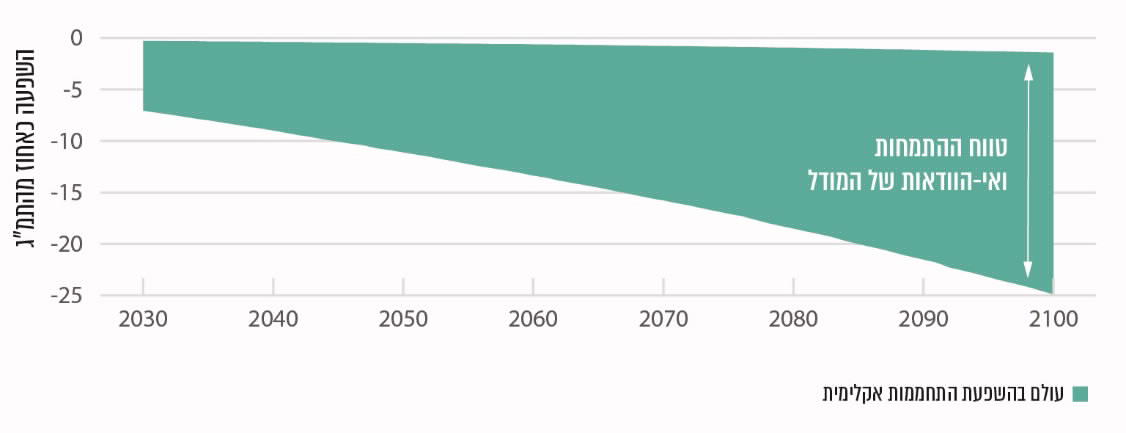 השפעה כאחוז מהתמ"ג
0
-5
-10
-15
-20
-25
טווח ההתמחות
ואי-הוודאות של המודל
2030 2040 2050 2060 2070 2080 2090 2100
עולם בהשפעת התחממות אקלימית